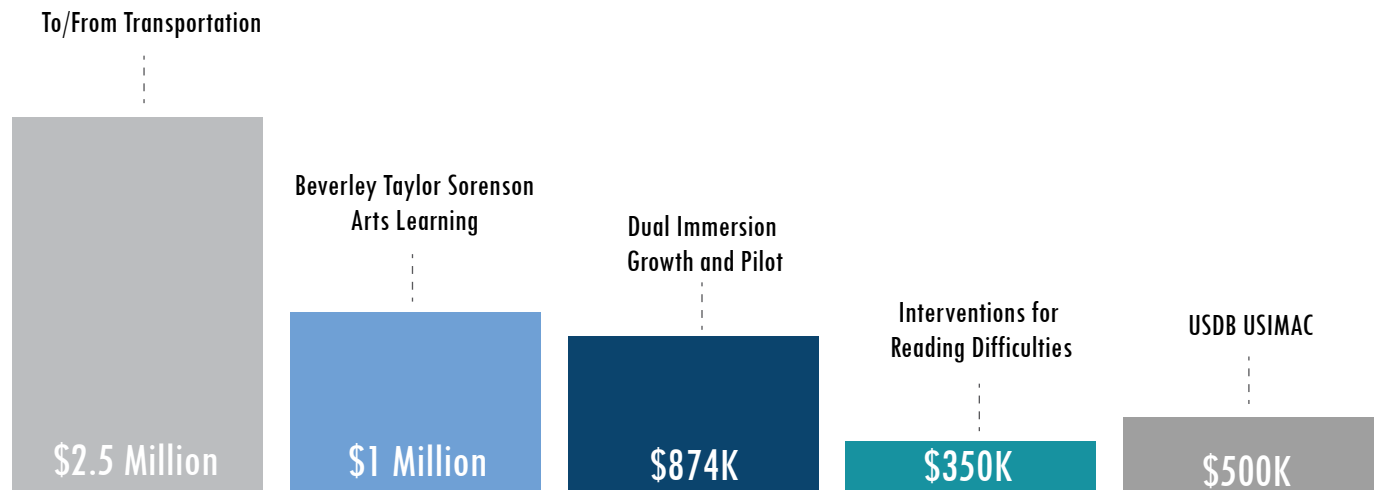 To/From Transportation
$2.5 Million
Beverley Taylor Sorenson
Arts Learning
$1 Million
Dual Immersion
Growth and Pilot
$874K
Interventions for
Reading Difficulties
$350K
USDB USIMAC
$500K